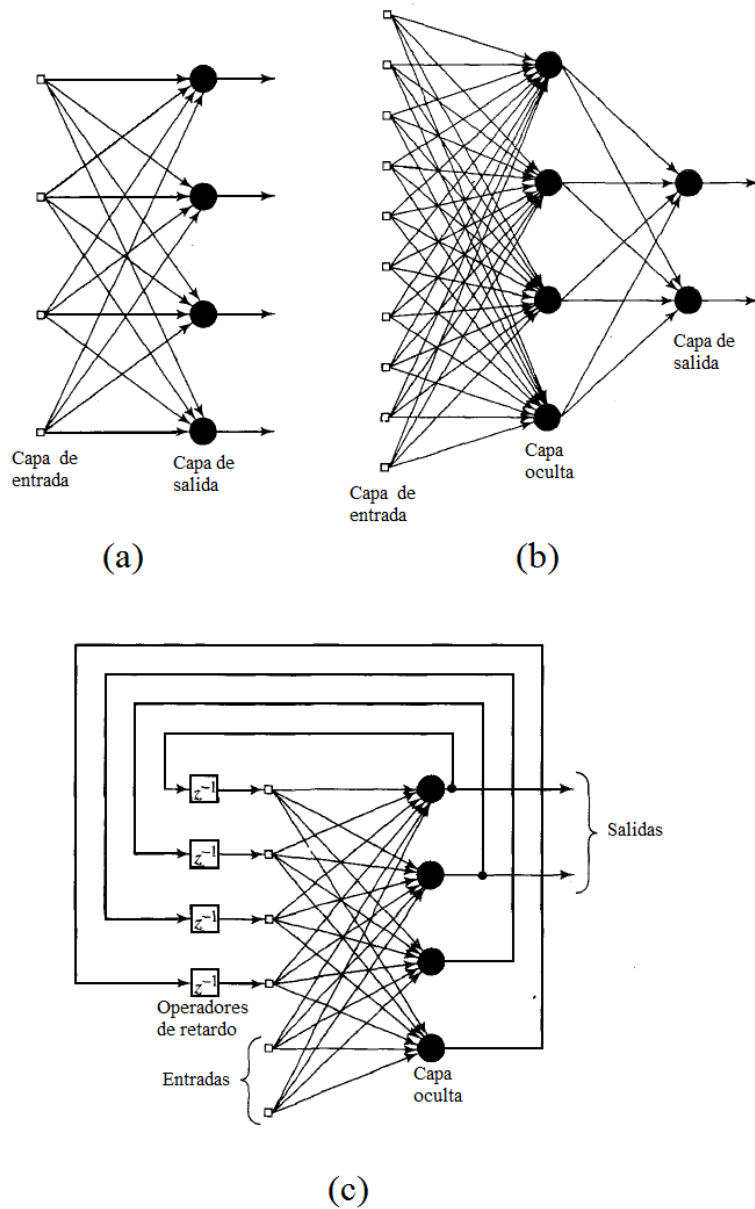 Capa de
entrada
Capa de
salida
(a)
Capa de
entrada
Capa
oculta
Capa de
salida
(b)
z⁻¹
z⁻¹
z⁻¹
z⁻¹
Operadores
de retardo
Entradas
Capa
oculta
Salidas
(c)